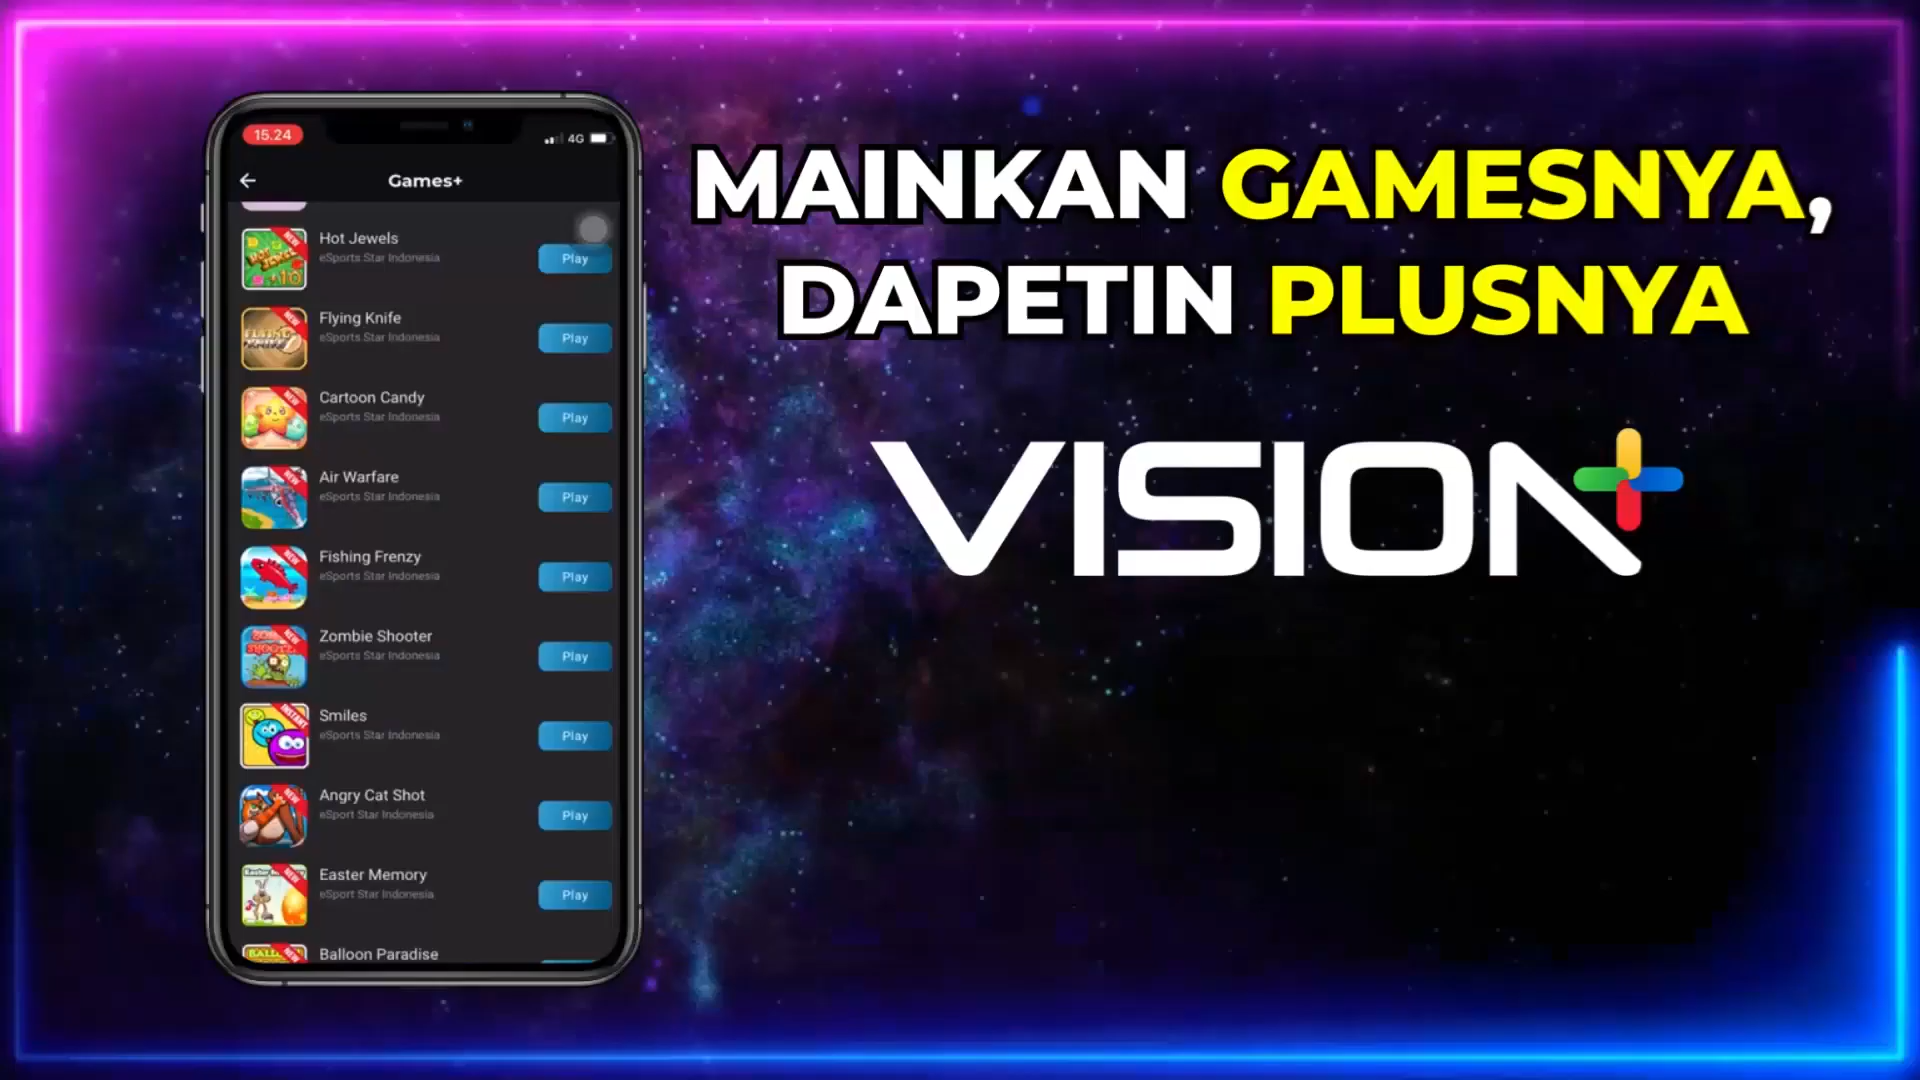 15.24
4G
Games+
Hot Jewels
eSports Star Indonesia
Play
Flying Knife
eSports Star Indonesia
Play
Cartoon Candy
eSports Star Indonesia
Play
Air Warfare
eSports Star Indonesia
Play
Fishing Frenzy
eSports Star Indonesia
Play
Zombie Shooter
eSports Star Indonesia
Play
Smiles
eSports Star Indonesia
Play
Angry Cat Shot
eSport Star Indonesia
Play
Easter Memory
eSport Star Indonesia
Play
Balloon Paradise
MAINKAN GAMESNYA,
DAPETIN PLUSNYA
VISION+